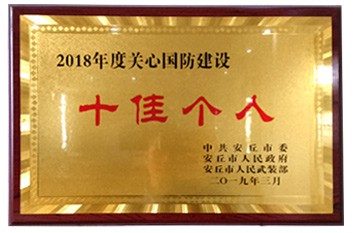 2018年度关心国防建设
十佳个人
中共安丘市委
安丘市人民政府
安丘市人民武装部
二〇一九年三月